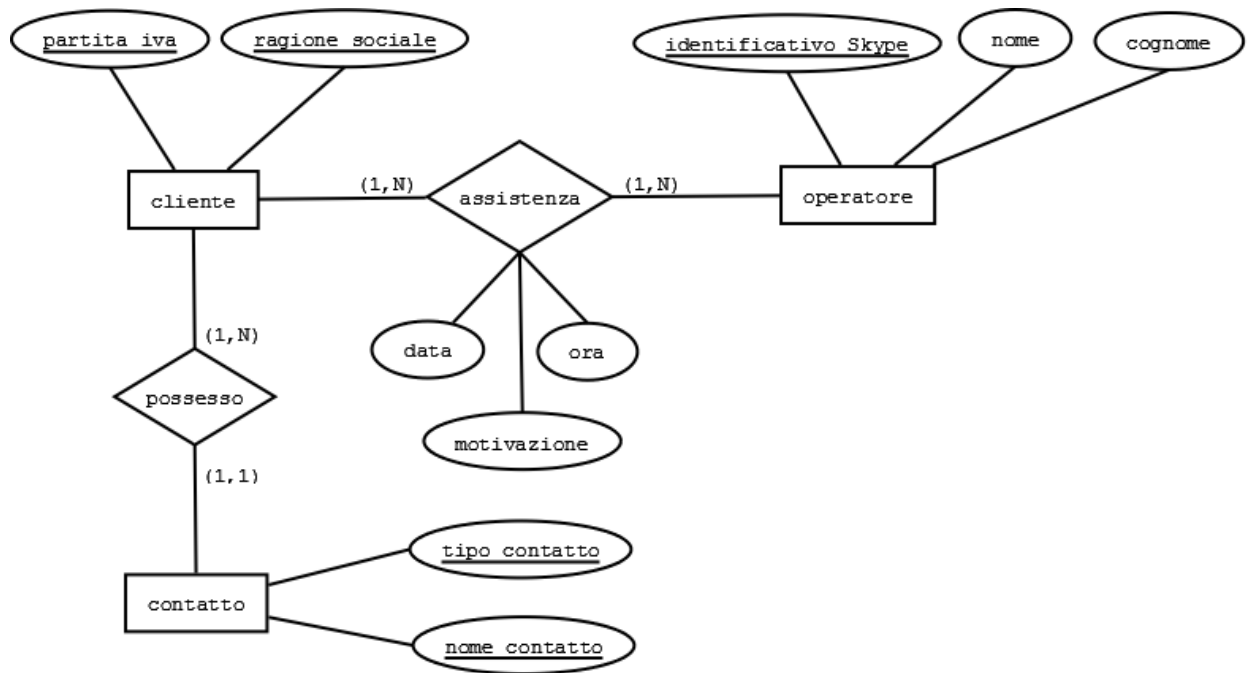 partita iva
ragione sociale
identificativo Skype
nome
cognome
cliente
(1,N)
assistenza
(1,N)
operatore
(1,N)
data
ora
possesso
motivazione
(1,1)
tipo contatto
contatto
nome contatto